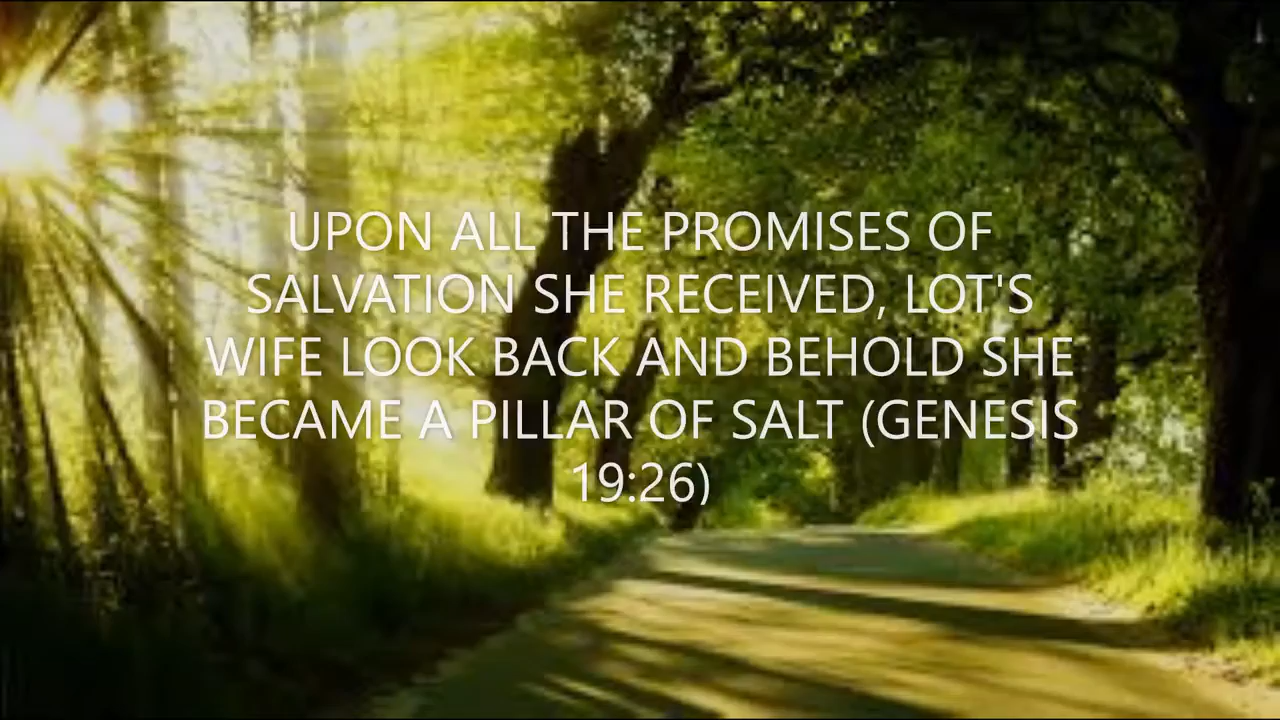 UPON ALL THE PROMISES OF
SALVATION SHE RECEIVED, LOT'S
WIFE LOOK BACK AND BEHOLD SHE
BECAME A PILLAR OF SALT (GENESIS
19:26)